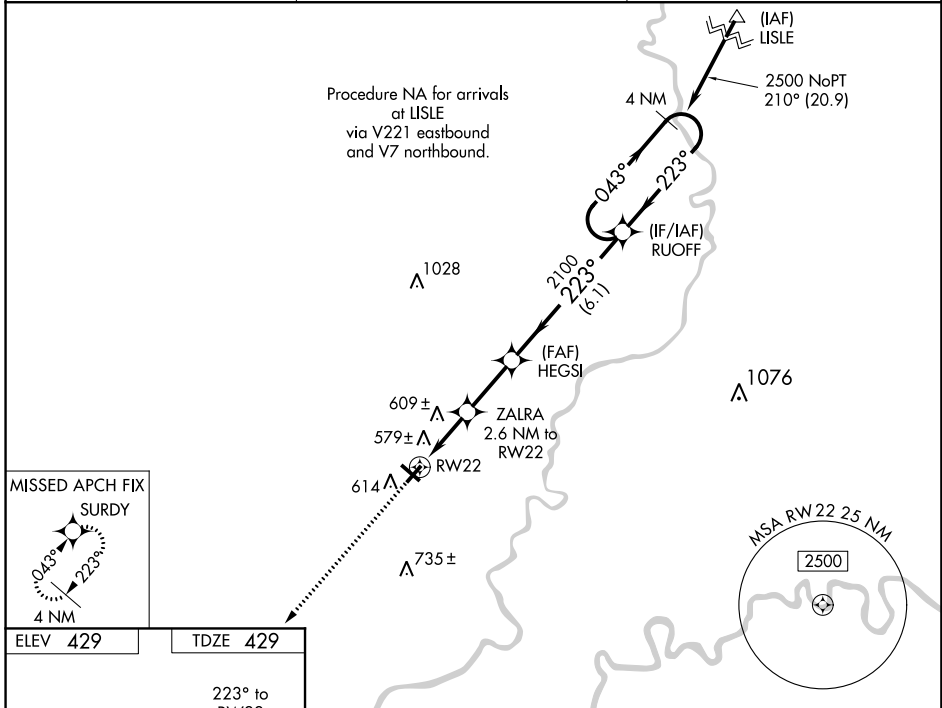 (IAF)
LISLE
2500 NoPT
210° (20.9)
Procedure NA for arrivals
at LISLE
via V221 eastbound
and V7 northbound.
4 NM
043°
223°
(IF/IAF)
RUOFF
2100
223°
(6.1)
1028
(FAF)
HEGSI
1076
609 ±
ZALRA
2.6 NM to
RW22
579±
RW22
614
735 ±
MISSED APCH FIX
SURDY
043°
223°
4 NM
MSA RW 22 25 NM
2500
ELEV 429
TDZE 429
223° to